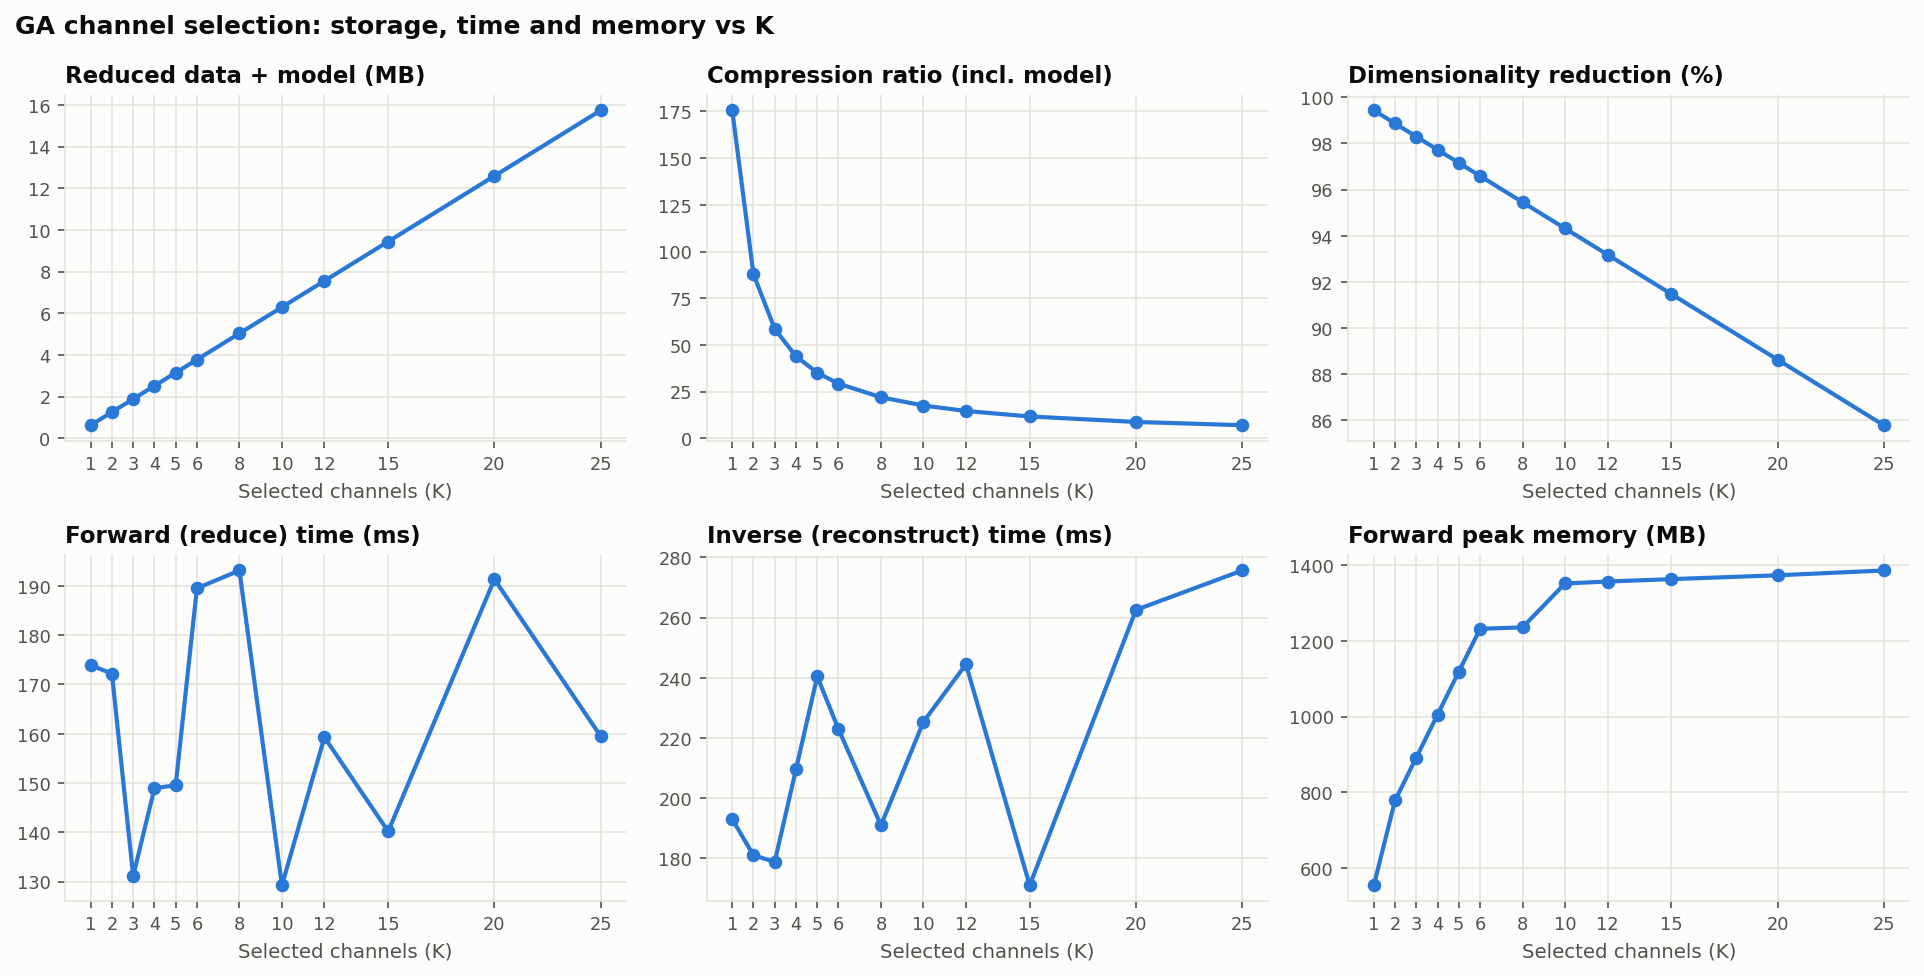 GA channel selection: storage, time and memory vs K
Reduced data + model (MB)
16
14
12
10
8
6
4
2
0
1 2 3 4 5 6 8 10 12 15 20 25
Selected channels (K)
Compression ratio (incl. model)
175
150
125
100
75
50
25
0
1 2 3 4 5 6 8 10 12 15 20 25
Selected channels (K)
Dimensionality reduction (%)
100
98
96
94
92
90
88
86
1 2 3 4 5 6 8 10 12 15 20 25
Selected channels (K)
Forward (reduce) time (ms)
190
180
170
160
150
140
130
1 2 3 4 5 6 8 10 12 15 20 25
Selected channels (K)
Inverse (reconstruct) time (ms)
280
260
240
220
200
180
1 2 3 4 5 6 8 10 12 15 20 25
Selected channels (K)
Forward peak memory (MB)
1400
1200
1000
800
600
1 2 3 4 5 6 8 10 12 15 20 25
Selected channels (K)